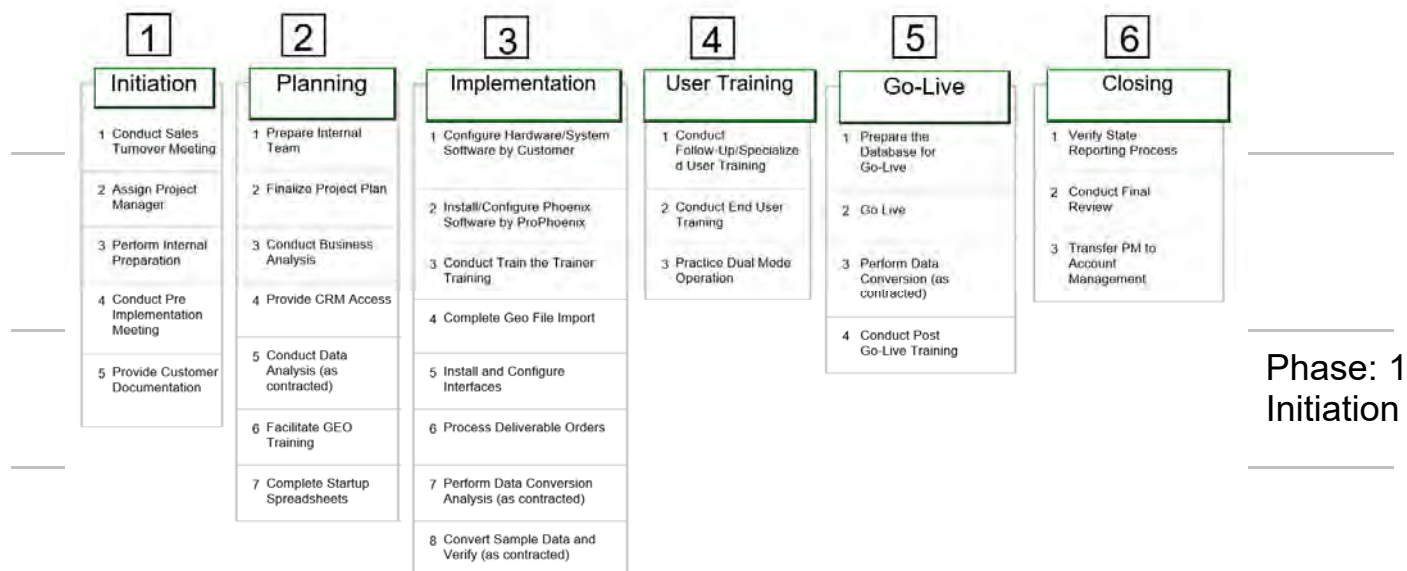 1
Initiation
1 Conduct Sales
Turnover Meeting
2 Assign Project
Manager
3 Perform Internal
Preparation
4 Conduct Pre
Implementation
Meeting
5 Provide Customer
Documentation
2
Planning
1 Prepare Internal
Team
2 Finalize Project Plan
3 Conduct Business
Analysis
4 Provide CRM Access
5 Conduct Data
Analysis (as
contracted)
6 Facilitate GEO
Training
7 Complete Startup
Spreadsheets
3
Implementation
1 Configure Hardware/System
Software by Customer
2 Install/Configure Phoenix
Software by ProPhoenix
3 Conduct Train the Trainer
Training
4 Complete Geo File Import
5 Install and Configure
Interfaces
6 Process Deliverable Orders
7 Perform Data Conversion
Analysis (as contracted)
8 Convert Sample Data and
Verify (as contracted)
4
User Training
1 Conduct
Follow-Up/Specialize
d User Training
2 Conduct End User
Training
3 Practice Dual Mode
Operation
5
Go-Live
1 Prepare the
Database for
Go-Live
2 Go Live
3 Perform Data
Conversion (as
contracted)
4 Conduct Post
Go-Live Training
6
Closing
1 Verify State
Reporting Process
2 Conduct Final
Review
3 Transfer PM to
Account
Management
Phase: 1
Initiation